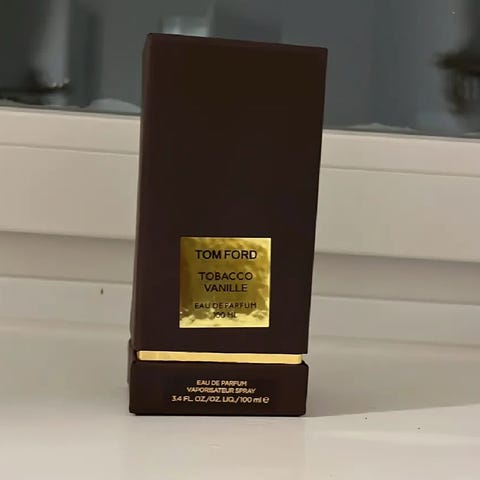 TOM FORD
TOBACCO
VANILLE
EAU DE PARFUM
100 ML
EAU DE PARFUM
VAPORISATEUR SPRAY
3.4 FL. OZ./OZ. LIQ./100 ml e